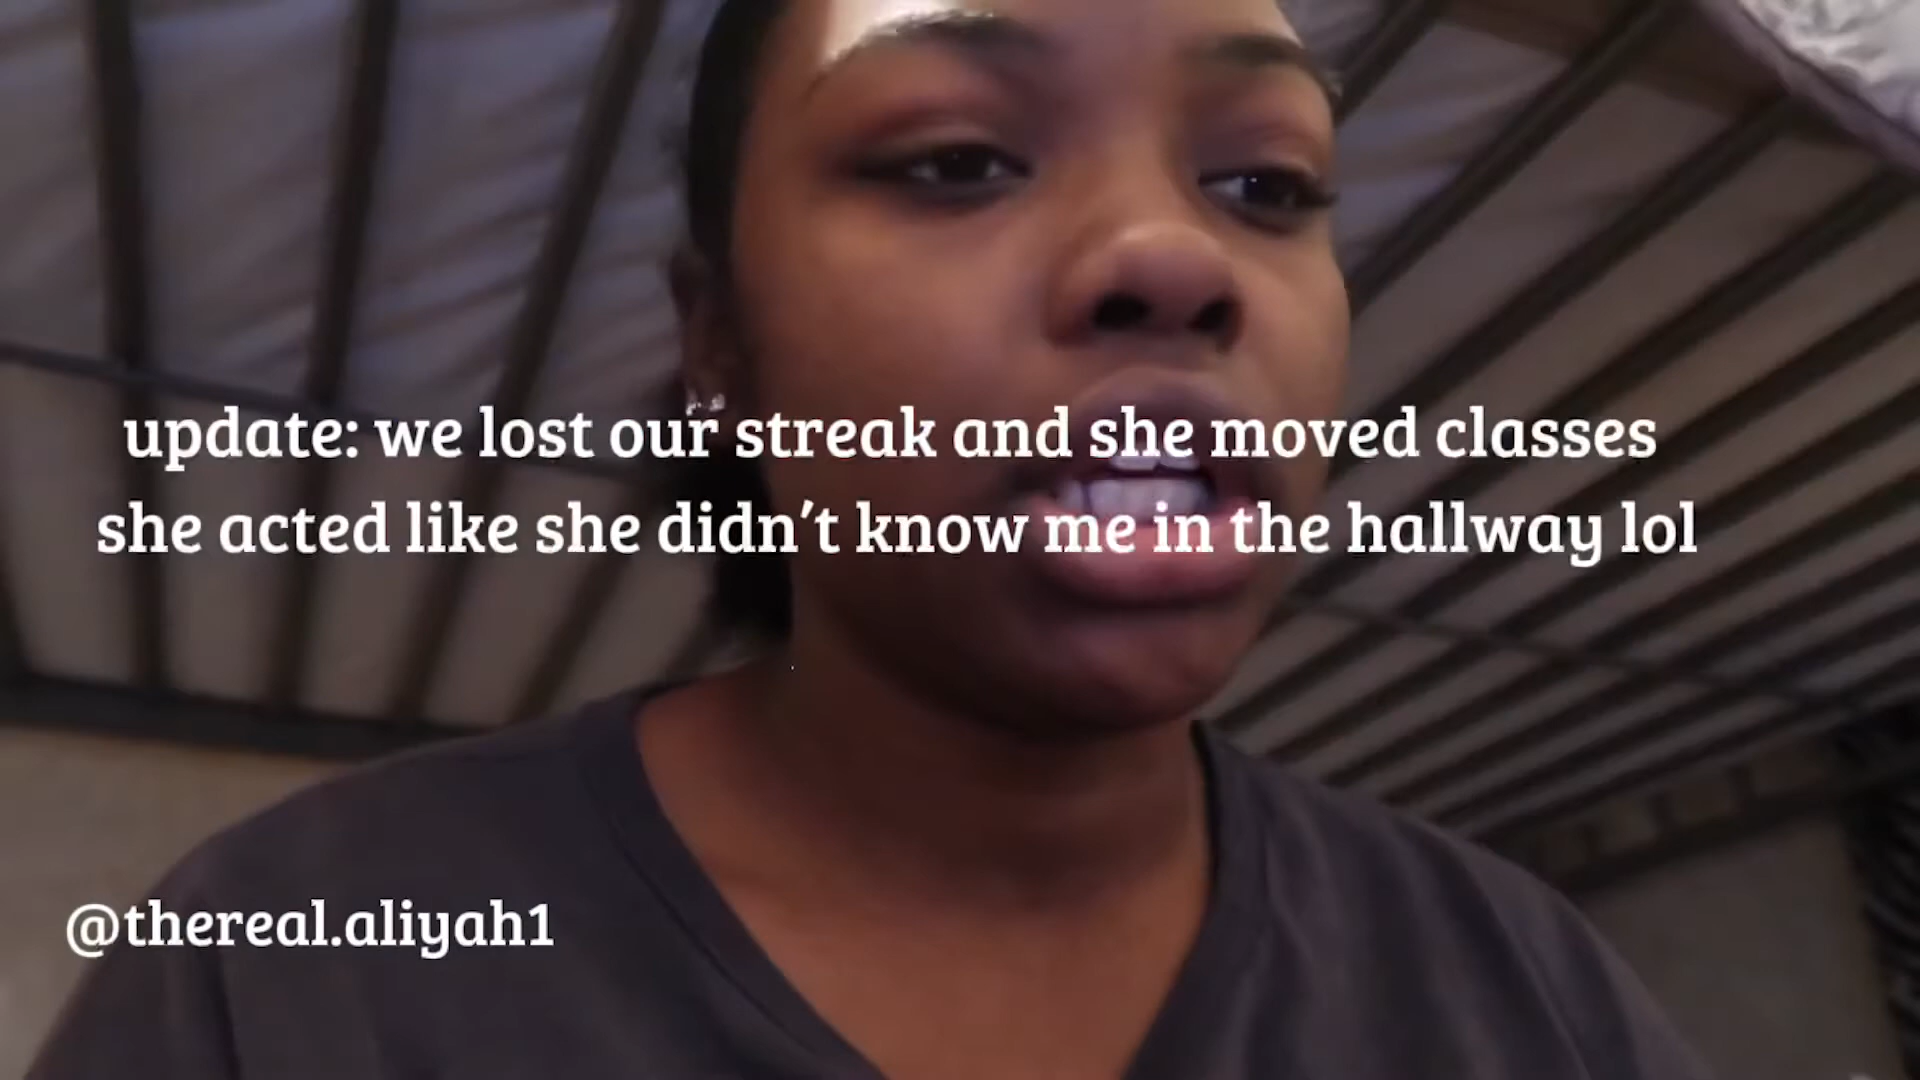 update: we lost our streak and she moved classes
she acted like she didn't know me in the hallway lol
@thereal.aliyah1